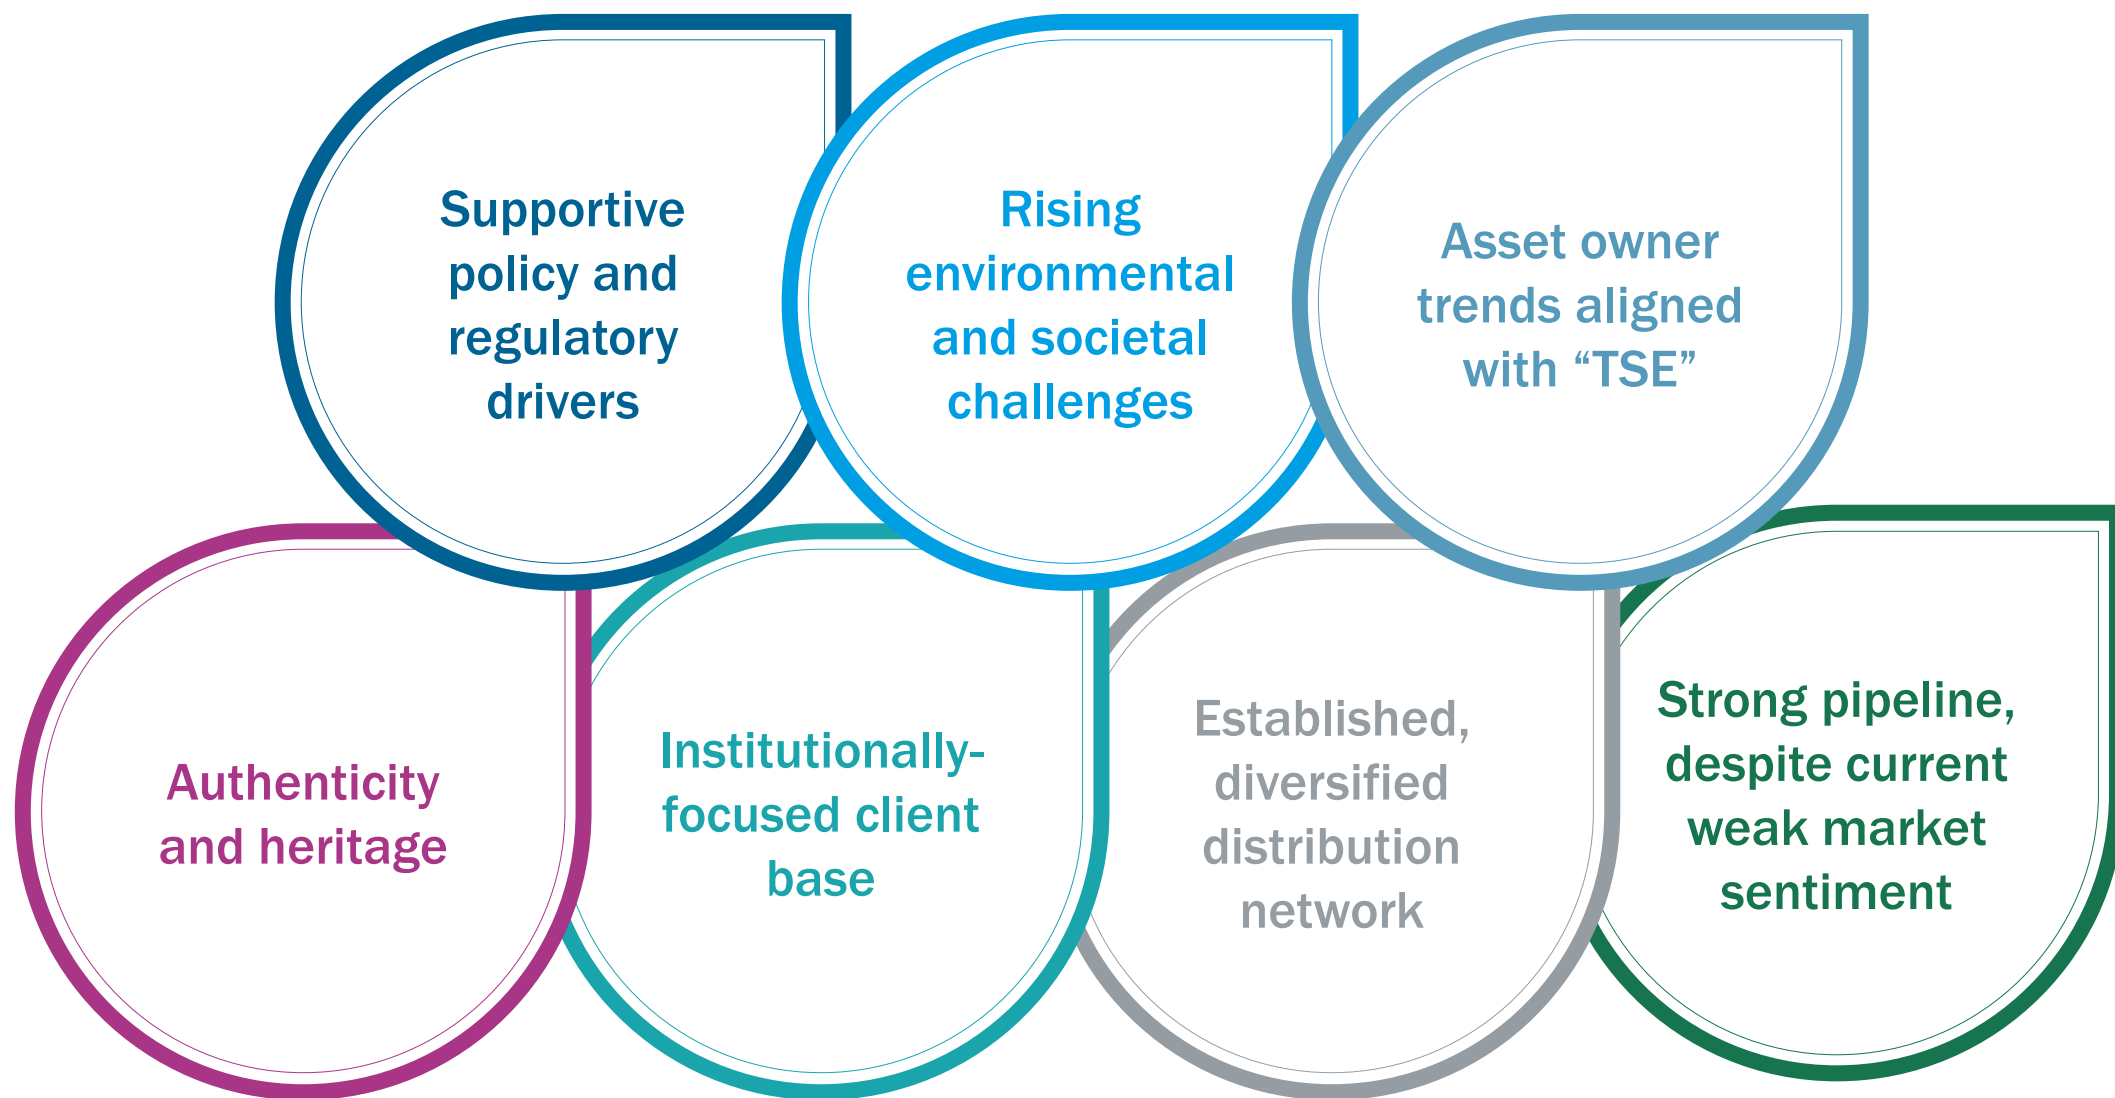 Supportive
policy and
regulatory
drivers
Rising
environmental
and societal
challenges
Asset owner
trends aligned
with “TSE”
Authenticity
and heritage
Institutionally-
focused client
base
Established,
diversified
distribution
network
Strong pipeline,
despite current
weak market
sentiment